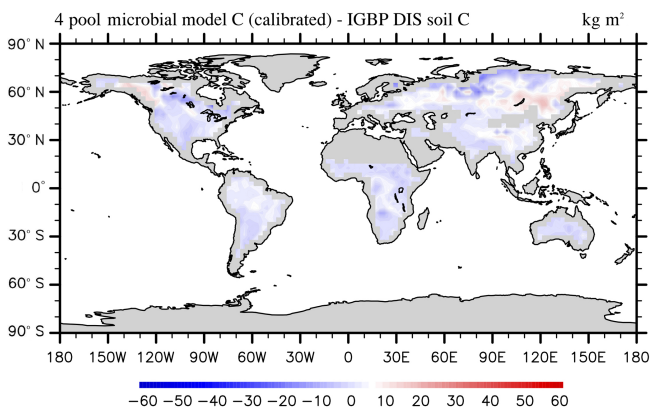 4 pool microbial model C (calibrated) - IGBP DIS soil C kg m²
90° N
60° N
30° N
0°
30° S
60° S
90° S
180 150W 120W 90W 60W 30W 0 30E 60E 90E 120E 150E 180
−60 −50 −40 −30 −20 −10 0 10 20 30 40 50 60